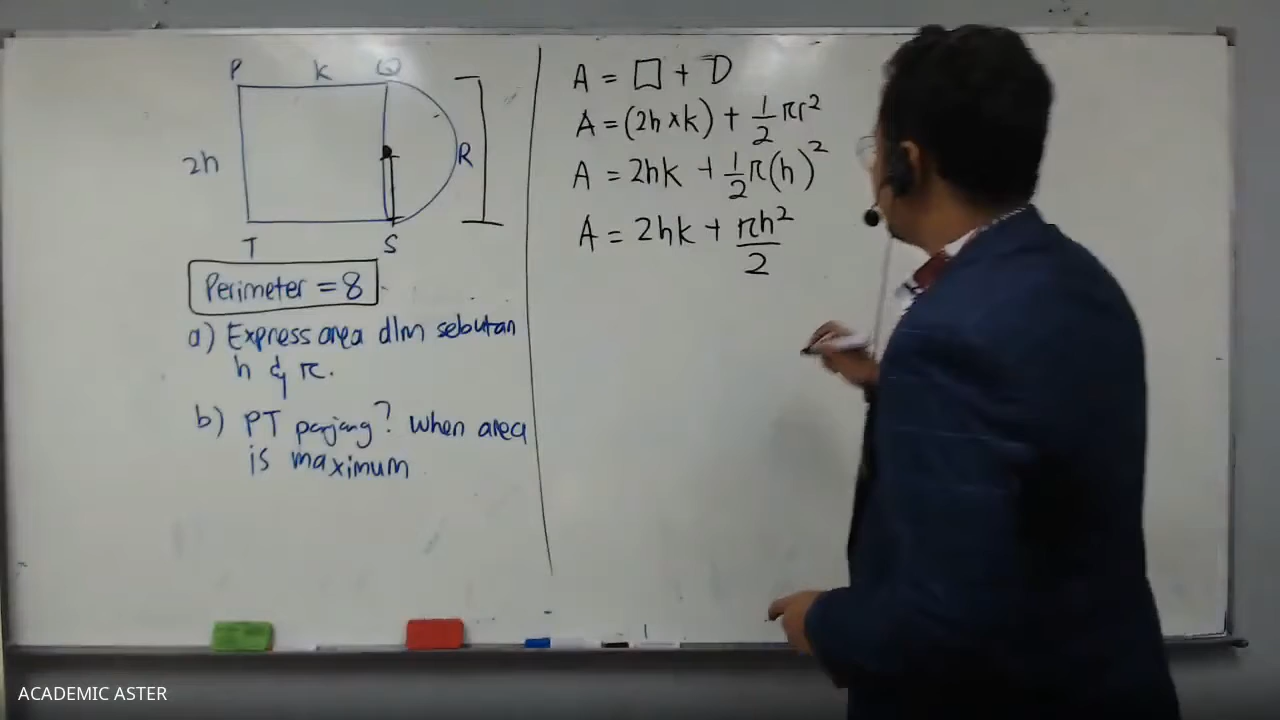 P k Q
2h R
T S
Perimeter = 8
a) Express area dlm sebutan
h & π.
b) PT panjang? when area
is maximum
A = □ + D
A = (2h × k) + 1/2 πr²
A = 2hk + 1/2 π(h)²
A = 2hk + πh²/2
ACADEMIC ASTER